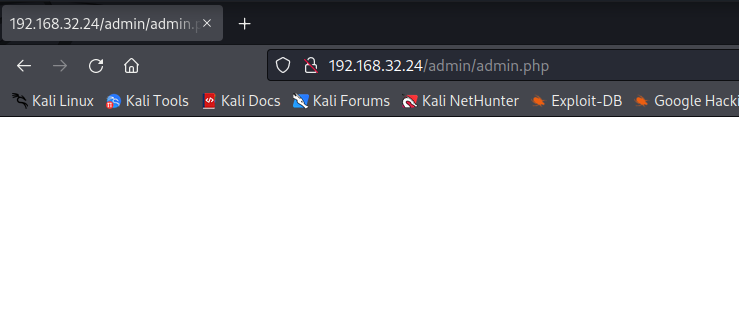 192.168.32.24/admin/admin.p
192.168.32.24/admin/admin.php
Kali Linux Kali Tools Kali Docs Kali Forums Kali NetHunter Exploit-DB Google Hacki